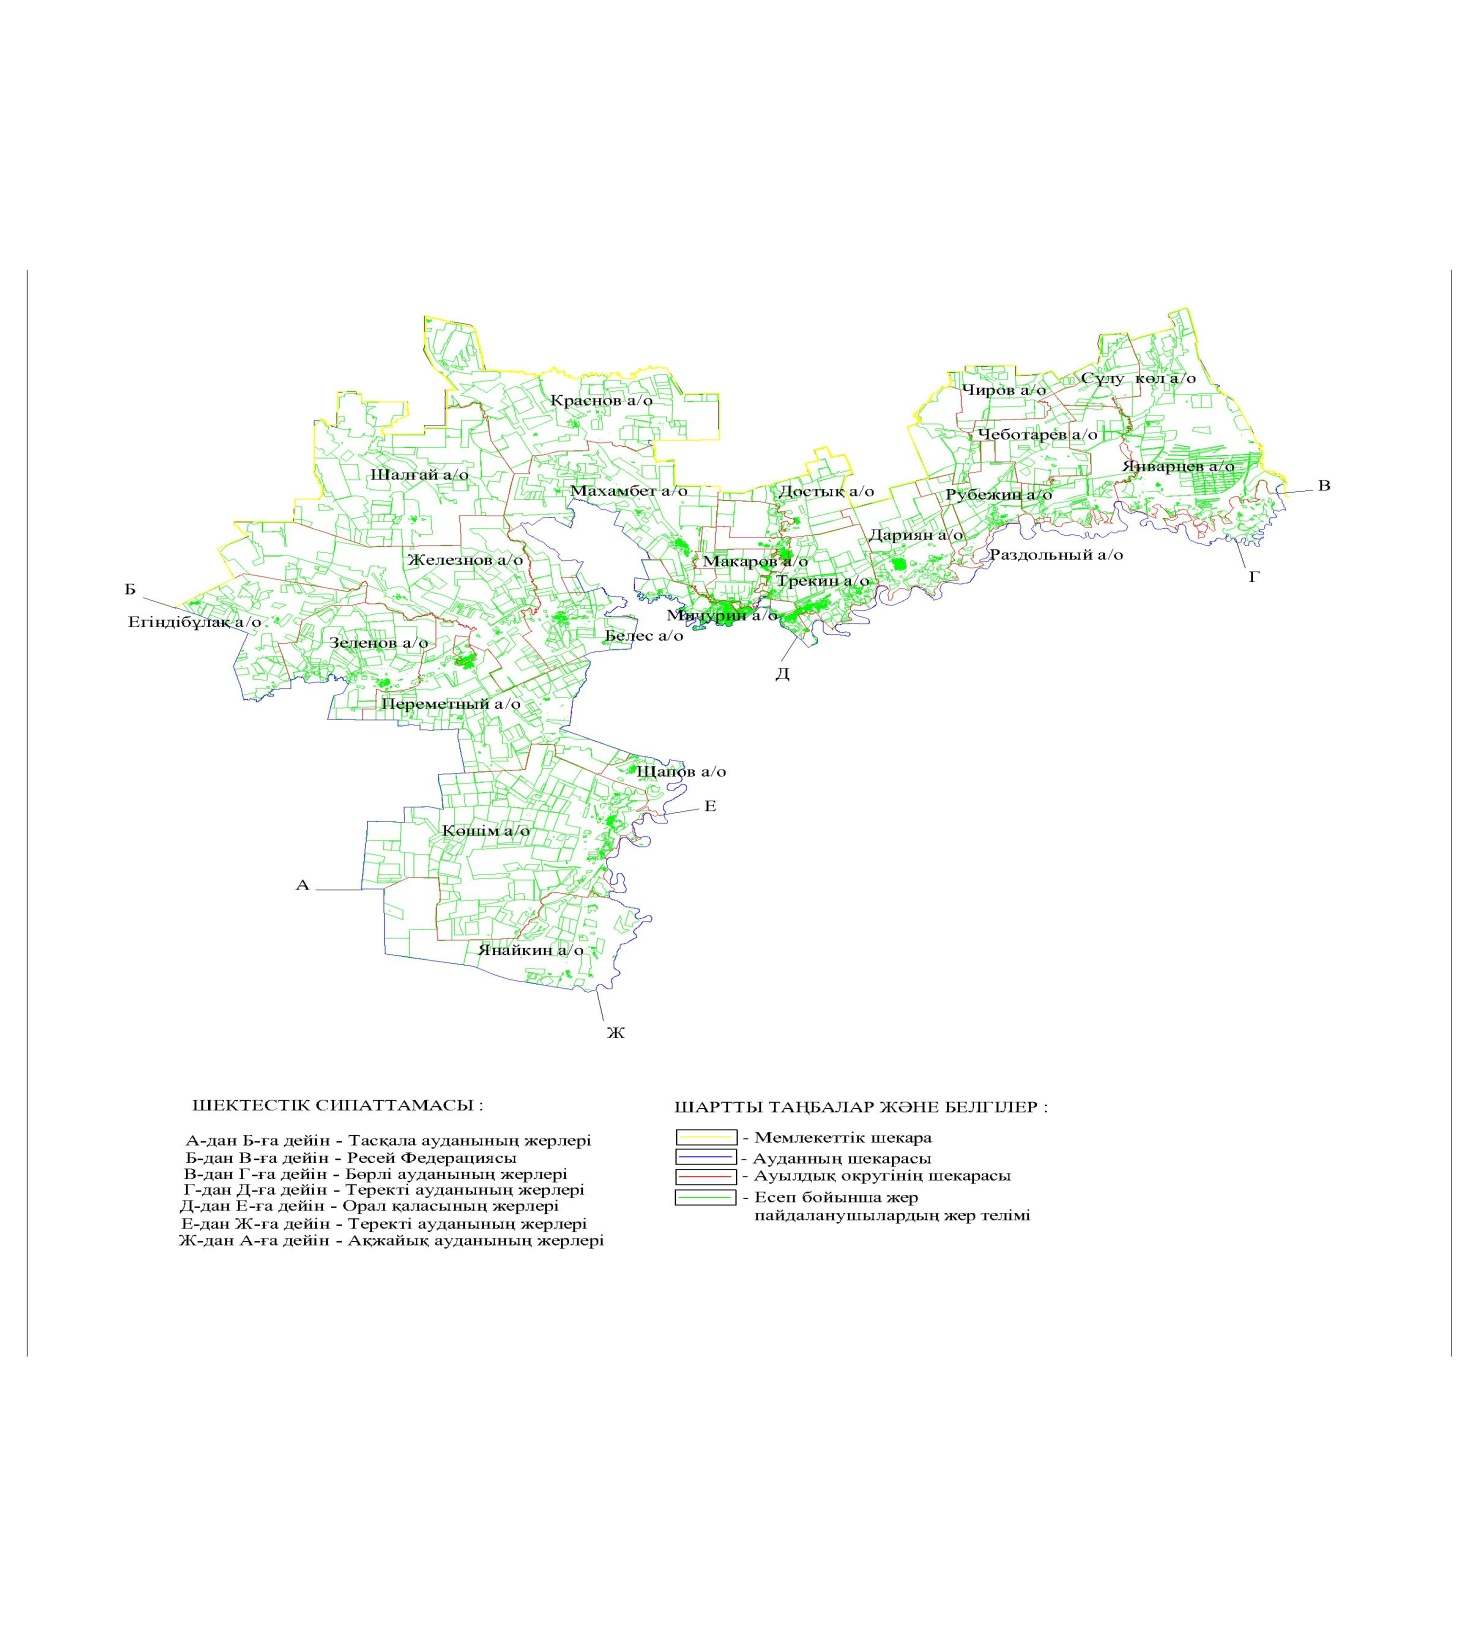 Краснов а/о
Сұлу көл а/о
Чиров а/о
Чеботарев а/о
Январцев а/о
Шалғай а/о
Махамбет а/о
Достық а/о
Рубежин а/о
В
Дариян а/о
Раздольный а/о
Железнов а/о
Макаров а/о
Трекин а/о
Г
Б
Егіндібұлақ а/о
Мичурин а/о
Зеленов а/о
Белес а/о
Д
Переметный а/о
Щапов а/о
Е
Көшім а/о
А
Янайкин а/о
Ж
ШЕКТЕСТІК СИПАТТАМАСЫ :
А-дан Б-ға дейін - Тасқала ауданының жерлері
Б-дан В-ға дейін - Ресей Федерациясы
В-дан Г-ға дейін - Бөрлі ауданының жерлері
Г-дан Д-ға дейін - Теректі ауданының жерлері
Д-дан Е-ға дейін - Орал қаласының жерлері
Е-дан Ж-ға дейін - Теректі ауданының жерлері
Ж-дан А-ға дейін - Ақжайық ауданының жерлері
ШАРТТЫ ТАҢБАЛАР ЖӘНЕ БЕЛГІЛЕР :
- Мемлекеттік шекара
- Ауданның шекарасы
- Ауылдық округінің шекарасы
- Есеп бойынша жер
пайдаланушылардың жер телімі